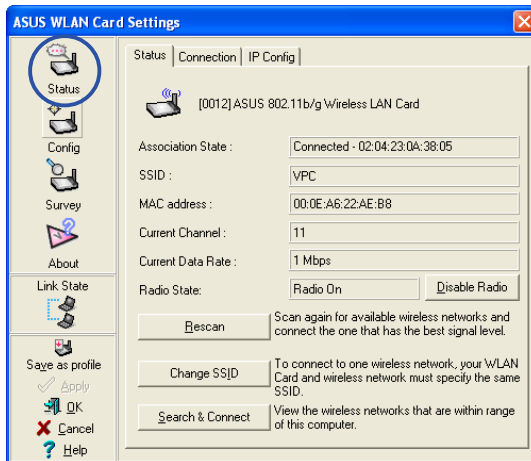 ASUS WLAN Card Settings
Status
Config
Survey
About
Link State
Save as profile
Apply
OK
Cancel
Help
Status Connection IP Config
[0012] ASUS 802.11b/g Wireless LAN Card
Association State : Connected - 02:04:23:0A:38:05
SSID : VPC
MAC address : 00:0E:A6:22:AE:B8
Current Channel : 11
Current Data Rate : 1 Mbps
Radio State: Radio On Disable Radio
Rescan
Scan again for available wireless networks and
connect the one that has the best signal level.
Change SSID
To connect to one wireless network, your WLAN
Card and wireless network must specify the same
SSID.
Search & Connect
View the wireless networks that are within range
of this computer.